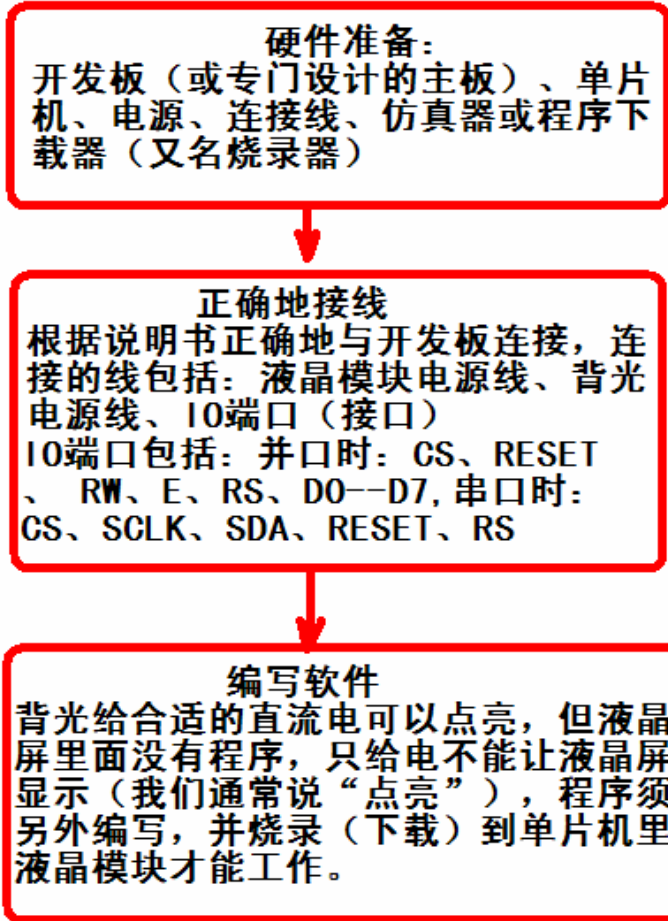 硬件准备：
开发板（或专门设计的主板）、单片
机、电源、连接线、仿真器或程序下
载器（又名烧录器）
正确地接线
根据说明书正确地与开发板连接，连
接的线包括：液晶模块电源线、背光
电源线、IO端口（接口）
IO端口包括：并口时：CS、RESET
、 RW、E、RS、D0--D7,串口时：
CS、SCLK、SDA、RESET、RS
编写软件
背光给合适的直流电可以点亮，但液晶
屏里面没有程序，只给电不能让液晶屏
显示（我们通常说“点亮”），程序须
另外编写，并烧录（下载）到单片机里
液晶模块才能工作。